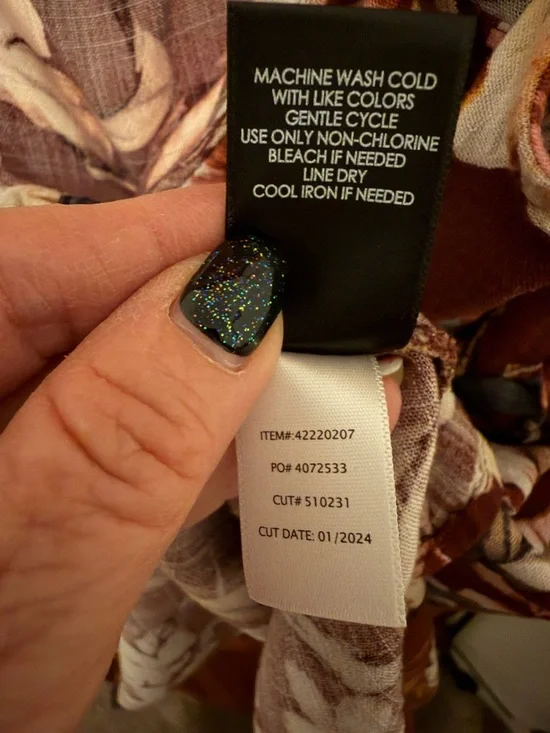 MACHINE WASH COLD
WITH LIKE COLORS
GENTLE CYCLE
USE ONLY NON-CHLORINE
BLEACH IF NEEDED
LINE DRY
COOL IRON IF NEEDED
ITEM#:42220207
PO# 4072533
CUT# 510231
CUT DATE: 01/2024